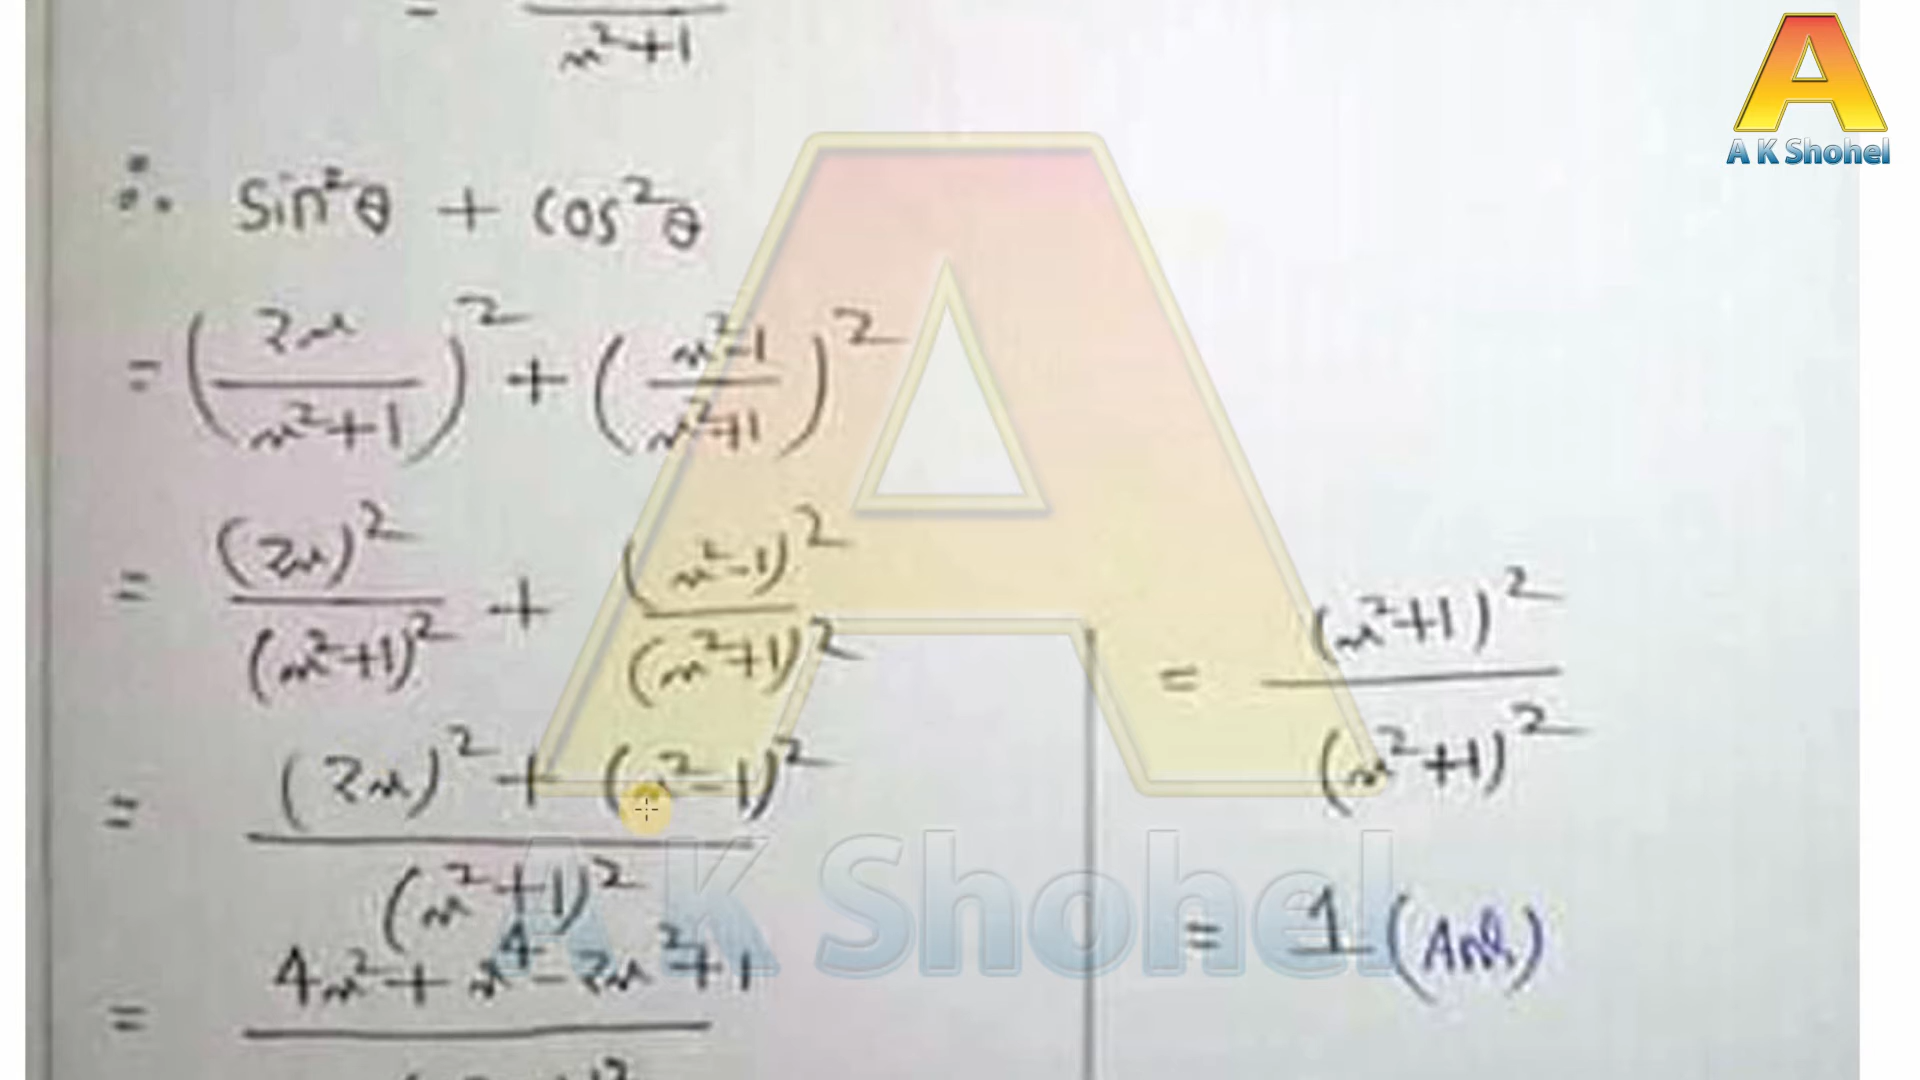 = ―
x²+1
∴ Sin²θ + cos²θ
= (2x / x²+1)² + (x²-1 / x²+1)²
= (2x)² / (x²+1)² + (x²-1)² / (x²+1)²
= (2x)² + (x²-1)² / (x²+1)²
= 4x² + x⁴ - 2x² + 1
= (x²+1)² / (x²+1)²
= 1 (Ans)
A K Shohel
A
A K Shohel